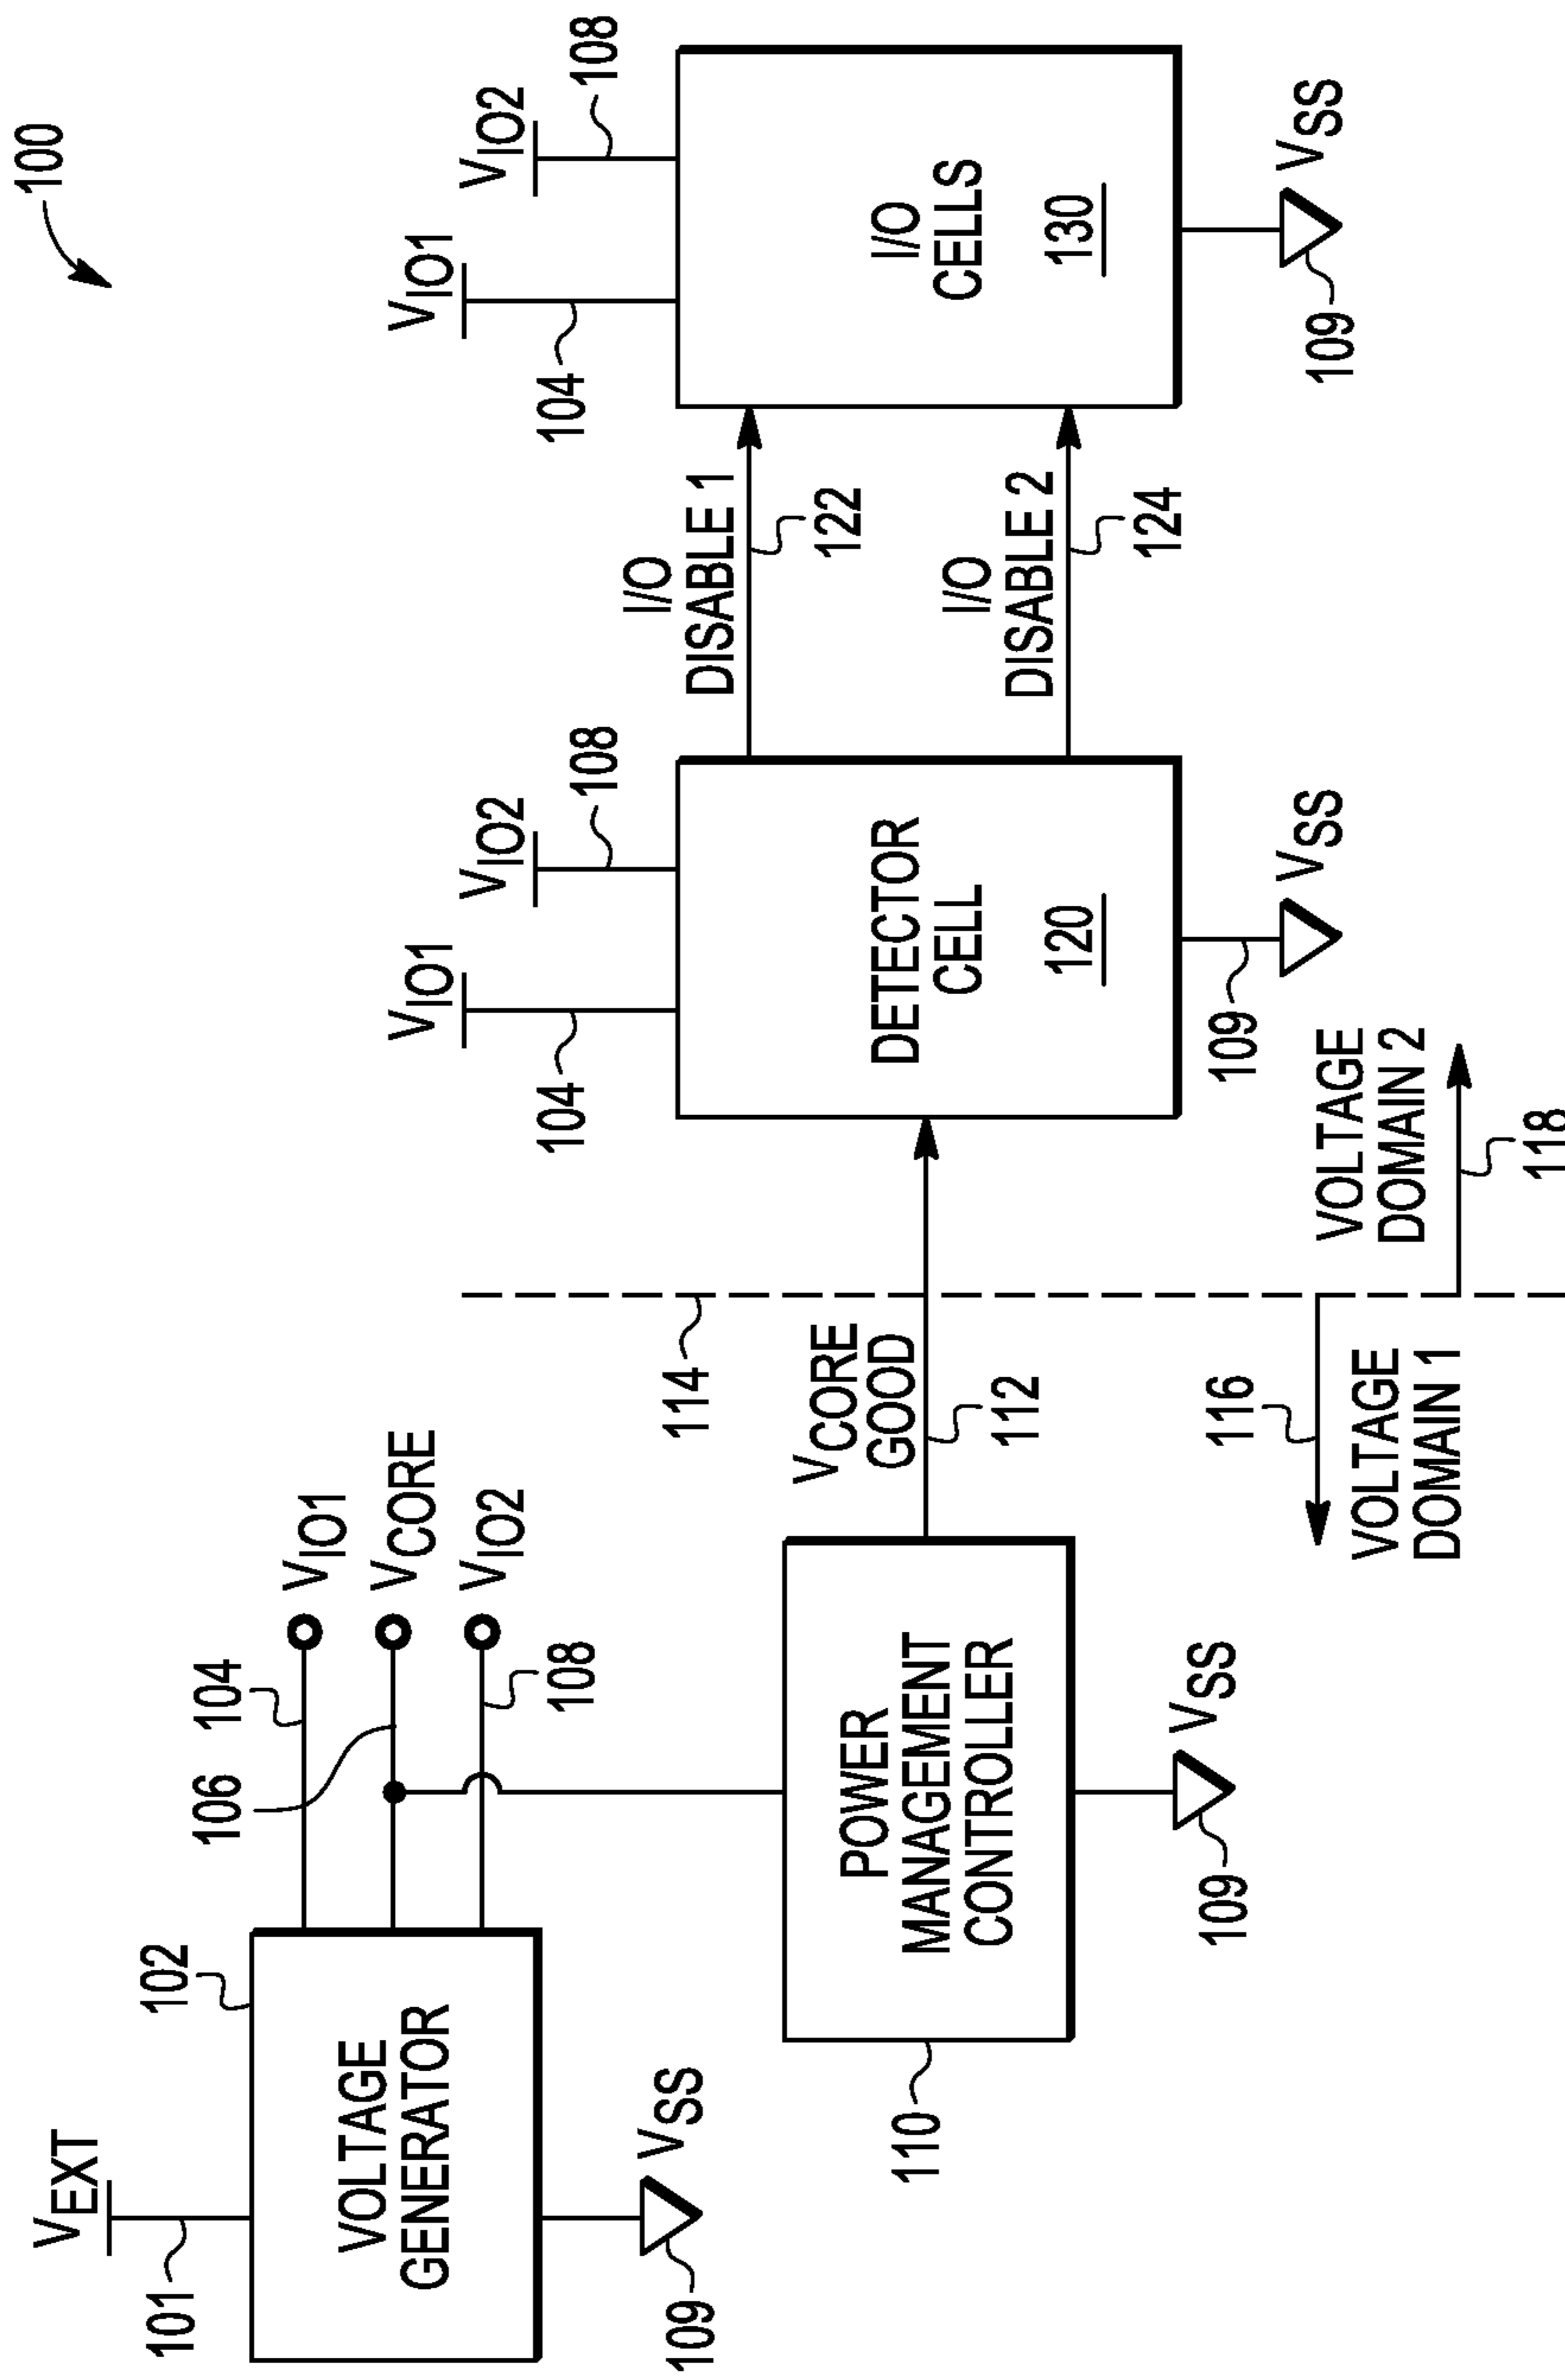 100
VEXT
101
102
VOLTAGE
GENERATOR
VSS
109
104
106
108
VIO1
VCORE
VIO2
110
POWER
MANAGEMENT
CONTROLLER
VSS
109
VCORE
GOOD
112
114
116
VOLTAGE
DOMAIN 1
VOLTAGE
DOMAIN 2
118
VIO1
104
VIO2
108
DETECTOR
CELL
120
109
VSS
I/O
DISABLE 1
122
I/O
DISABLE 2
124
VIO1
104
VIO2
108
I/O
CELLS
130
109
VSS